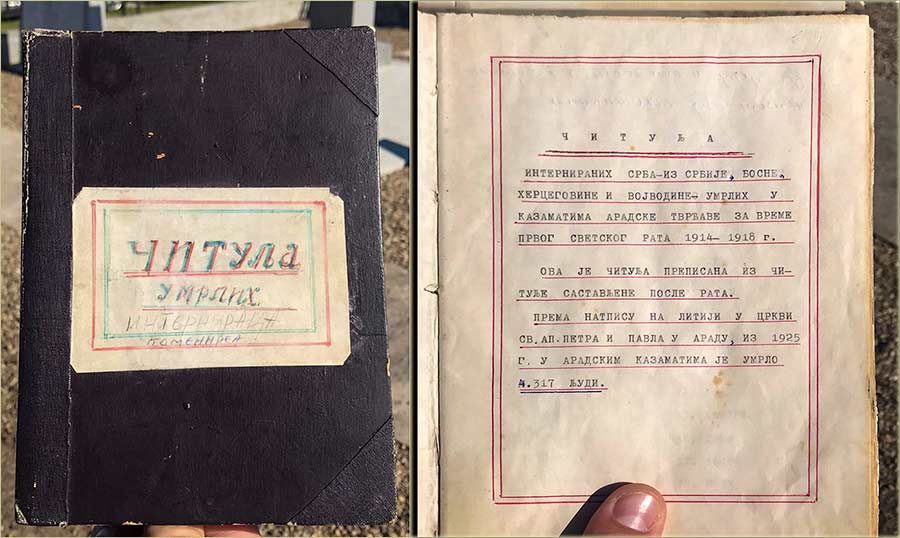 ЧИТУЛа
УМРЛИХ
ИНТЕРНИРАЦА
ПОМЕНИРЕД
ЧИТУЉА
ИНТЕРНИРАНИХ СРБА-ИЗ СРБИЈЕ, БОСНЕ,
ХЕРЦЕГОВИНЕ И ВОЈВОДИНЕ- УМРЛИХ У
КАЗАМАТИМА АРАДСКЕ ТВРЂАВЕ ЗА ВРЕМЕ
ПРВОГ СВЕТСКОГ РАТА 1914- 1918 г.
ОВА ЈЕ ЧИТУЉА ПРЕПИСАНА ИЗ ЧИ-
ТУЉЕ САСТАВЉЕНЕ ПОСЛЕ РАТА.
ПРЕМА НАТПИСУ НА ЛИТИЈИ У ЦРКВИ
СВ.АП.ПЕТРА И ПАВЛА У АРАДУ, ИЗ 1925
Г. У АРАДСКИМ КАЗАМАТИМА ЈЕ УМРЛО
4.317 ЉУДИ.